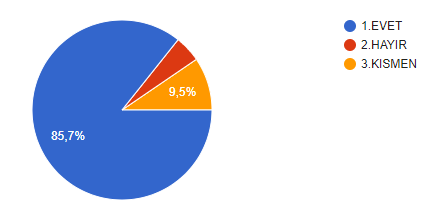 1.EVET
2.HAYIR
3.KISMEN
9,5%
85,7%